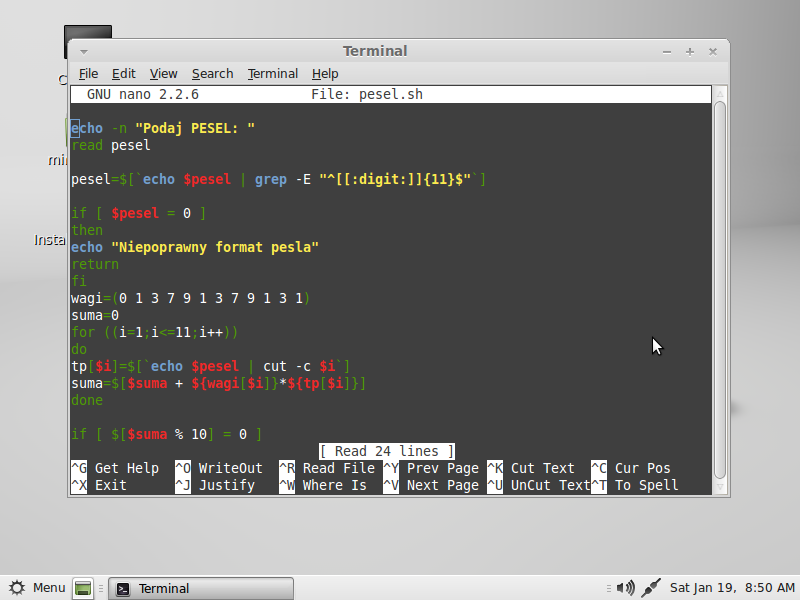 Terminal
File Edit View Search Terminal Help
GNU nano 2.2.6 File: pesel.sh
echo -n "Podaj PESEL: "
read pesel
pesel=$[`echo $pesel | grep -E "^[[:digit:]]{11}$"`]
if [ $pesel = 0 ]
then
echo "Niepoprawny format pesla"
return
fi
wagi=(0 1 3 7 9 1 3 7 9 1 3 1)
suma=0
for ((i=1;i<=11;i++))
do
tp[$i]=$[`echo $pesel | cut -c $i`]
suma=$[$suma + ${wagi[$i]}*${tp[$i]}]
done
if [ $[$suma % 10] = 0 ]
[ Read 24 lines ]
^G Get Help ^O WriteOut ^R Read File ^Y Prev Page ^K Cut Text ^C Cur Pos
^X Exit ^J Justify ^W Where Is ^V Next Page ^U UnCut Text ^T To Spell
C
min
Insta
Menu Terminal Sat Jan 19, 8:50 AM